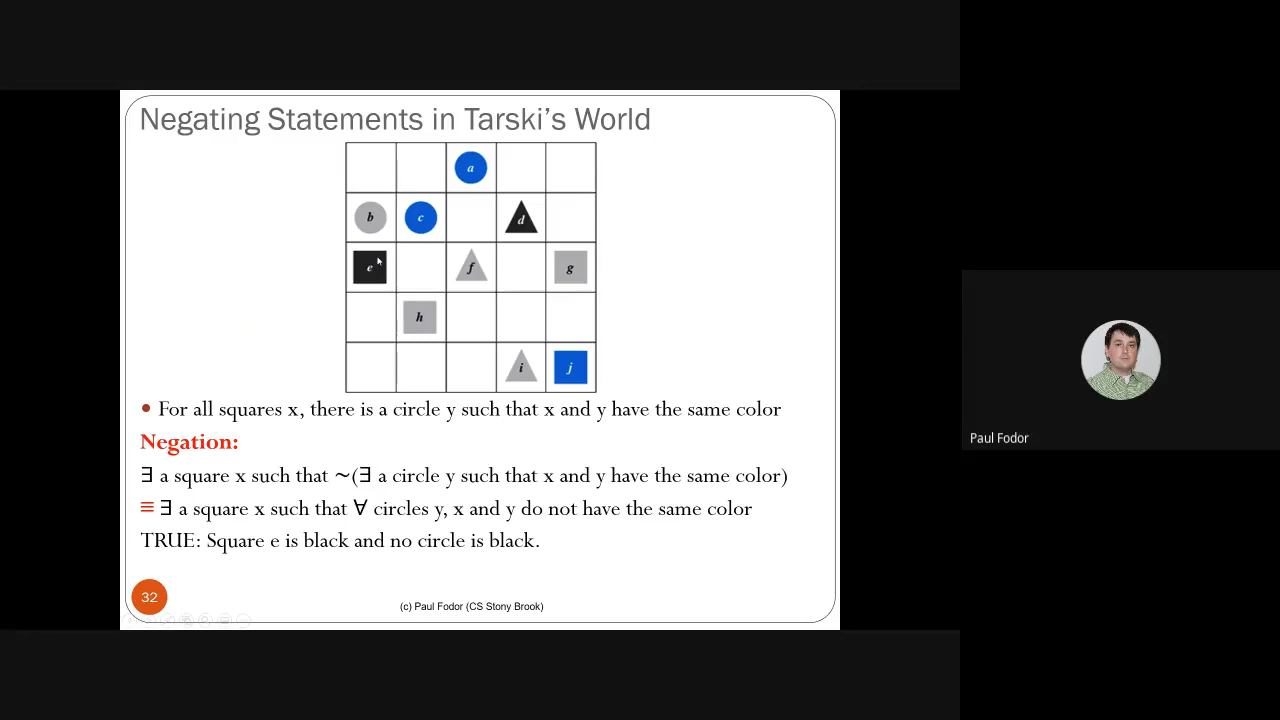 Negating Statements in Tarski's World
a
b c d
e f g
h
i j
• For all squares x, there is a circle y such that x and y have the same color
Negation:
∃ a square x such that ~(∃ a circle y such that x and y have the same color)
≡ ∃ a square x such that ∀ circles y, x and y do not have the same color
TRUE: Square e is black and no circle is black.
32
(c) Paul Fodor (CS Stony Brook)
Paul Fodor